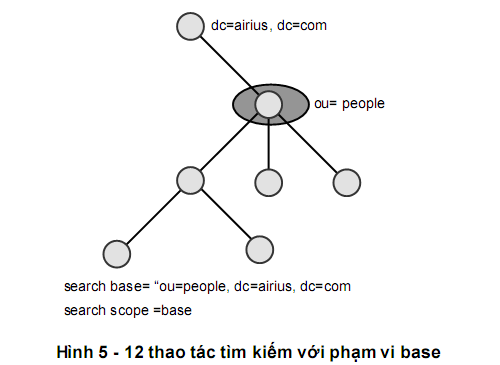 dc=airius, dc=com
ou= people
search base= “ou=people, dc=airius, dc=com
search scope =base
Hình 5 - 12 thao tác tìm kiếm với phạm vi base